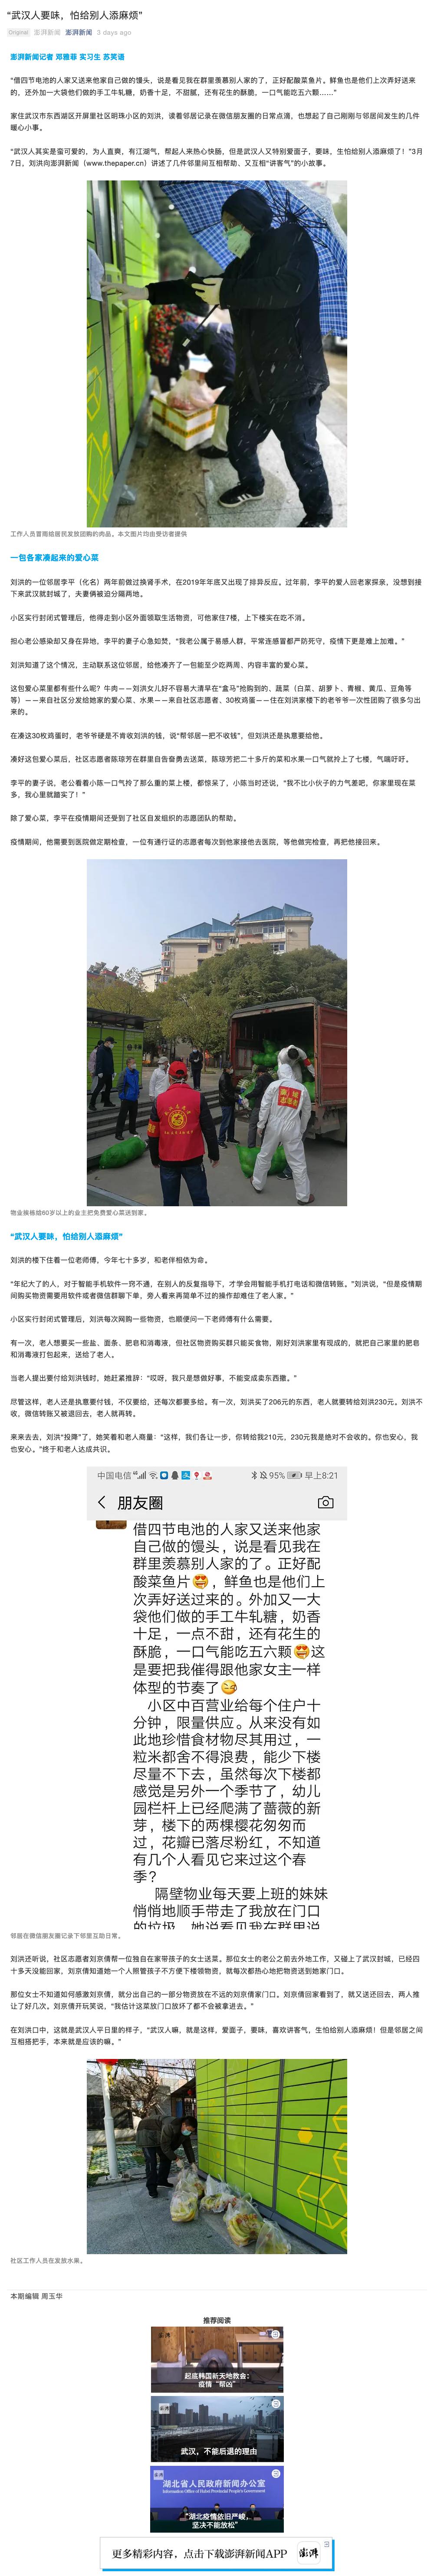 “武汉人要味，怕给别人添麻烦”
Original 澎湃新闻 澎湃新闻 3 days ago
澎湃新闻记者 邓雅菲 实习生 苏笑语
“借四节电池的人家又送来他家自己做的馒头，说是看见我在群里羡慕别人家的了，正好配酸菜鱼片。鲜鱼也是他们上次弄好送来
的，还外加一大袋他们做的手工牛轧糖，奶香十足，不甜腻，还有花生的酥脆，一口气能吃五六颗……”
家住武汉市东西湖区开屏里社区明珠小区的刘洪，读着邻居记录在微信朋友圈的日常点滴，也想起了自己刚刚与邻居间发生的几件
暖心小事。
“武汉人其实是蛮可爱的，为人直爽，有江湖气，帮起人来热心快肠，但是武汉人又特别爱面子，要味，生怕给别人添麻烦了！”3月
7日，刘洪向澎湃新闻（www.thepaper.cn）讲述了几件邻里间互相帮助、又互相“讲客气”的小故事。
工作人员冒雨给居民发放团购的肉品。本文图片均由受访者提供
一包各家凑起来的爱心菜
刘洪的一位邻居李平（化名）两年前做过换肾手术，在2019年年底又出现了排异反应。过年前，李平的爱人回老家探亲，没想到接
下来武汉就封城了，夫妻俩被迫分隔两地。
小区实行封闭式管理后，他得走到小区外面领取生活物资，可他家住7楼，上下楼实在吃不消。
担心老公感染却又身在异地，李平的妻子心急如焚，“我老公属于易感人群，平常连感冒都严防死守，疫情下更是难上加难。”
刘洪知道了这个情况，主动联系这位邻居，给他凑齐了一包能至少吃两周、内容丰富的爱心菜。
这包爱心菜里都有些什么呢？牛肉——刘洪女儿好不容易大清早在“盒马”抢购到的、蔬菜（白菜、胡萝卜、青椒、黄瓜、豆角等
等）——来自社区分发给她家的爱心菜、水果——来自社区志愿者、30枚鸡蛋——住在刘洪家楼下的老爷爷一次性团购了很多匀出
来的。
在凑这30枚鸡蛋时，老爷爷硬是不肯收刘洪的钱，说“帮邻居一把不收钱”，但刘洪还是执意要给他。
凑好这包爱心菜后，社区志愿者陈琼芳在群里自告奋勇去送菜，陈琼芳把二十多斤的菜和水果一口气就拎上了七楼，气喘吁吁。
李平的妻子说，老公看着小陈一口气拎了那么重的菜上楼，都惊呆了，小陈当时还说，“我不比小伙子的力气差吧，你家里现在菜
多，我心里就踏实了！”
除了爱心菜，李平在疫情期间还受到了社区自发组织的志愿团队的帮助。
疫情期间，他需要到医院做定期检查，一位有通行证的志愿者每次到他家接他去医院，等他做完检查，再把他接回来。
物业挨栋给60岁以上的业主把免费爱心菜送到家。
“武汉人要味，怕给别人添麻烦”
刘洪的楼下住着一位老师傅，今年七十多岁，和老伴相依为命。
“年纪大了的人，对于智能手机软件一窍不通，在别人的反复指导下，才学会用智能手机打电话和微信转账。”刘洪说，“但是疫情期
间购买物资需要用软件或者微信群聊下单，旁人看来再简单不过的操作却难住了老人家。”
小区实行封闭式管理后，刘洪每次网购一些物资，也顺便问一下老师傅有什么需要。
有一次，老人想要买一些盐、面条、肥皂和消毒液，但社区物资购买群只能买食物，刚好刘洪家里有现成的，就把自己家里的肥皂
和消毒液打包起来，送给了老人。
当老人提出要付给刘洪钱时，她赶紧推辞：“哎呀，我只是想做好事，不能变成卖东西撒。”
尽管这样，老人还是执意要付钱，不仅要给，还每次都要多给。有一次，刘洪买了206元的东西，老人就要转给刘洪230元。刘洪不
收，微信转账又被退回去，老人就再转。
来来去去，刘洪“投降”了，她笑着和老人商量：“这样，我们各让一步，你转给我210元，230元我是绝对不会收的。你也安心，我
也安心。”终于和老人达成共识。
中国电信 95% 早上8:21
朋友圈
借四节电池的人家又送来他家
自己做的馒头，说是看见我在
群里羡慕别人家的了。正好配
酸菜鱼片，鲜鱼也是他们上
次弄好送过来的。外加又一大
袋他们做的手工牛轧糖，奶香
十足，一点不甜，还有花生的
酥脆，一口气能吃五六颗这
是要把我催得跟他家女主一样
体型的节奏了
小区中百营业给每个住户十
分钟，限量供应。从来没有如
此地珍惜食材物尽其用过，一
粒米都舍不得浪费，能少下楼
尽量不下去，虽然每次下楼都
感觉是另外一个季节了，幼儿
园栏杆上已经爬满了蔷薇的新
芽，楼下的两棵樱花匆匆而
过，花瓣已落尽粉红，不知道
有几个人看见它来过这个春
季？
隔壁物业每天要上班的妹妹
悄悄地顺手带走了我放在门口
的垃圾，她说看见我在群里说
邻居在微信朋友圈记录下邻里互助日常。
刘洪还听说，社区志愿者刘京倩帮一位独自在家带孩子的女士送菜。那位女士的老公之前去外地工作，又碰上了武汉封城，已经四
十多天没能回家，刘京倩知道她一个人照管孩子不方便下楼领物资，就每次都热心地把物资送到她家门口。
那位女士不知道如何感激刘京倩，就分出自己的一部分物资放在不远的刘京倩家门口。刘京倩回家看到了，就又送还回去，两人推
让了好几次。刘京倩开玩笑说，“我估计这菜放门口放坏了都不会被拿进去。”
在刘洪口中，这就是武汉人平日里的样子，“武汉人嘛，就是这样，爱面子，要味，喜欢讲客气，生怕给别人添麻烦！但是邻居之间
互相搭把手，本来就是应该的嘛。”
社区工作人员在发放水果。
本期编辑 周玉华
推荐阅读
澎湃
起底韩国新天地教会：
疫情“帮凶”
澎湃
武汉，不能后退的理由
澎湃
湖北省人民政府新闻办公室
Information Office of Hubei Provincial People's Government
“湖北疫情依旧严峻，
坚决不能放松”
更多精彩内容，点击下载澎湃新闻APP 澎湃